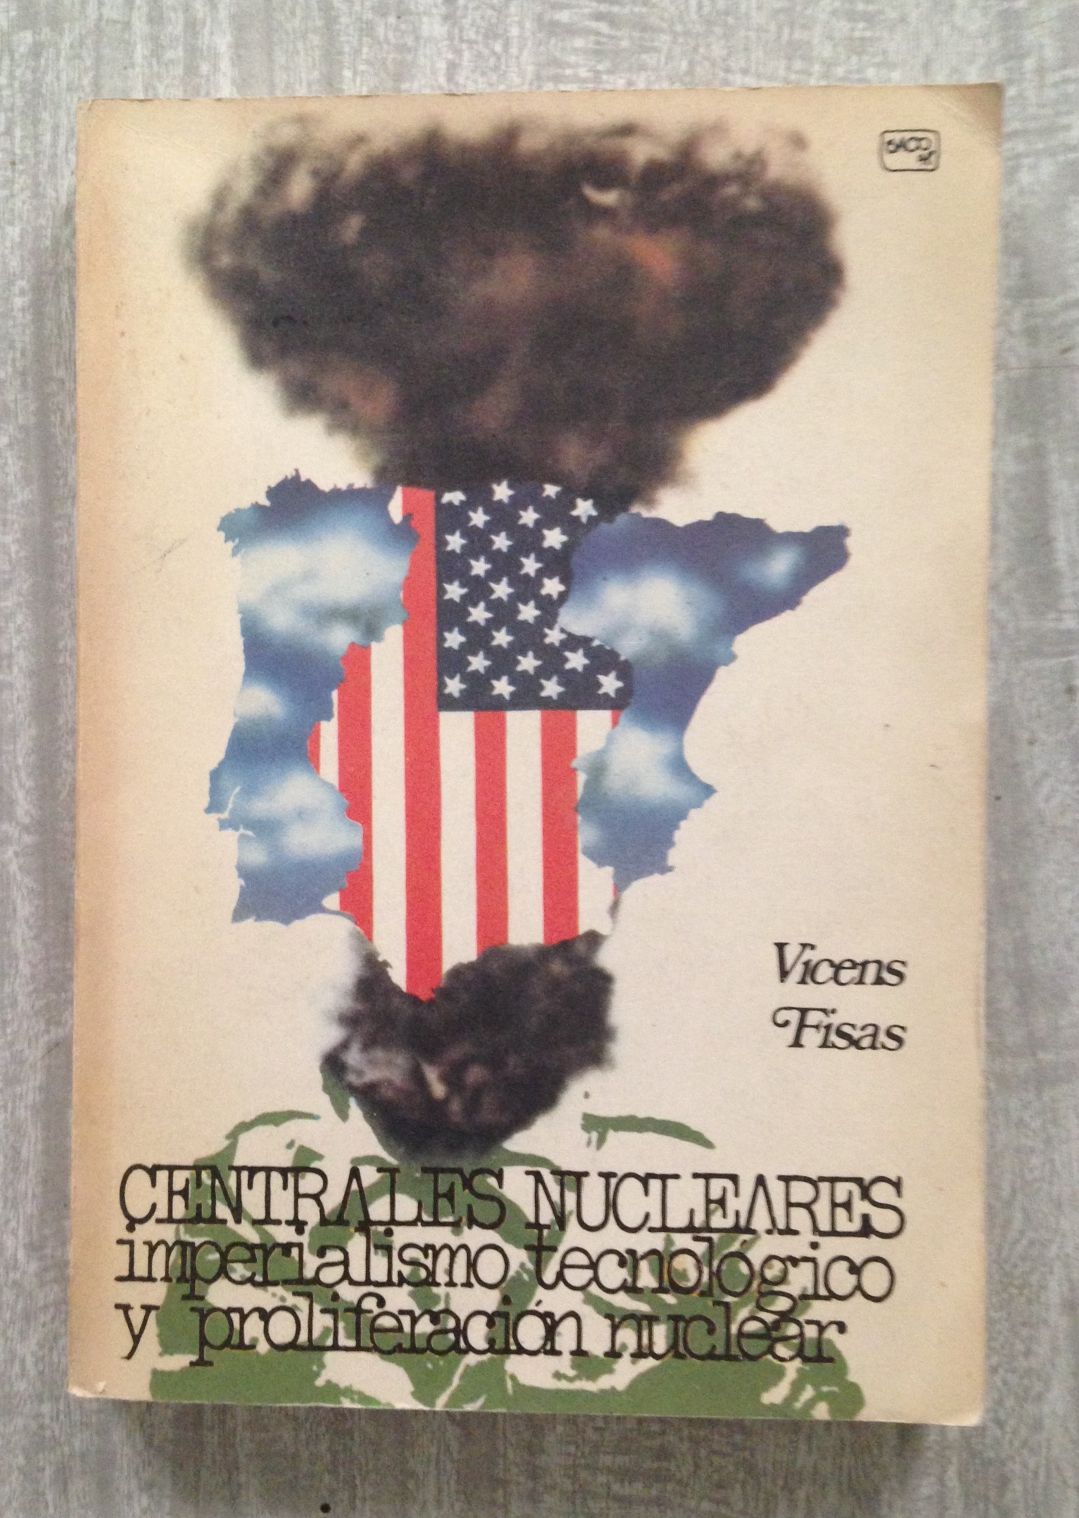 Vicens
Fisas
CENTRALES NUCLEARES
imperialismo tecnológico
y proliferación nuclear